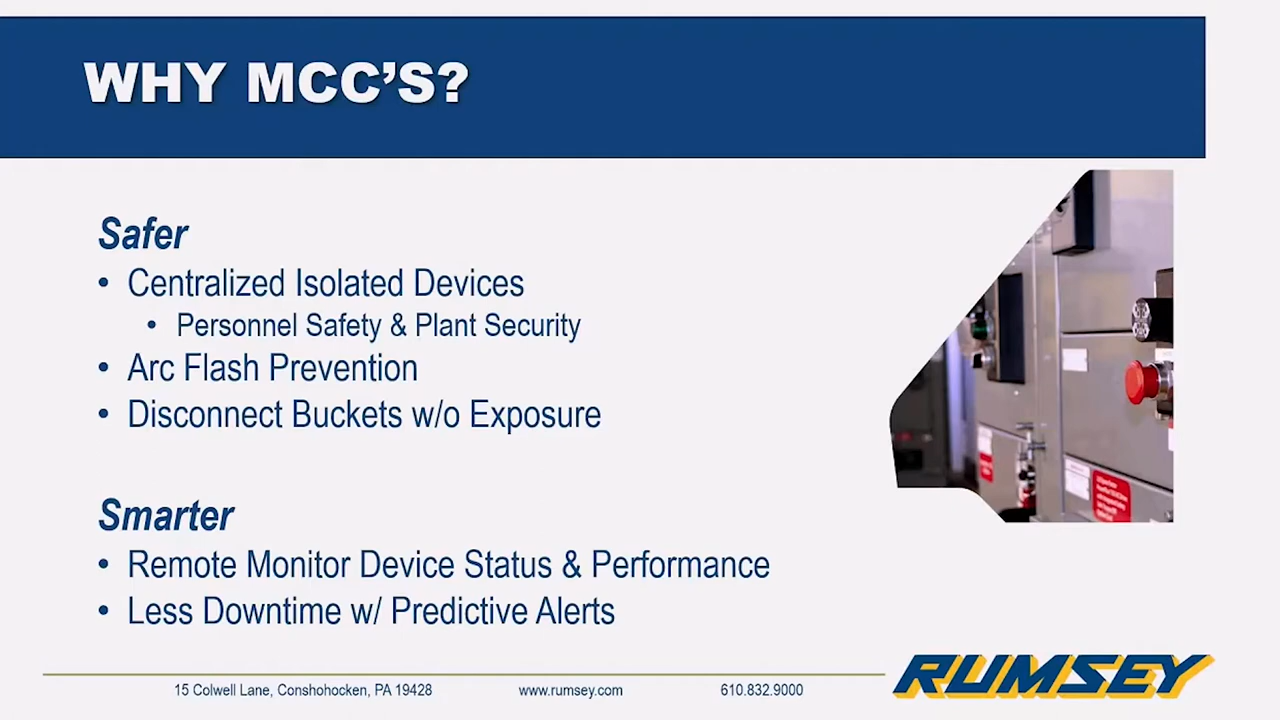 WHY MCC’S?
Safer
• Centralized Isolated Devices
• Personnel Safety & Plant Security
• Arc Flash Prevention
• Disconnect Buckets w/o Exposure
Smarter
• Remote Monitor Device Status & Performance
• Less Downtime w/ Predictive Alerts
15 Colwell Lane, Conshohocken, PA 19428 www.rumsey.com 610.832.9000
RUMSEY